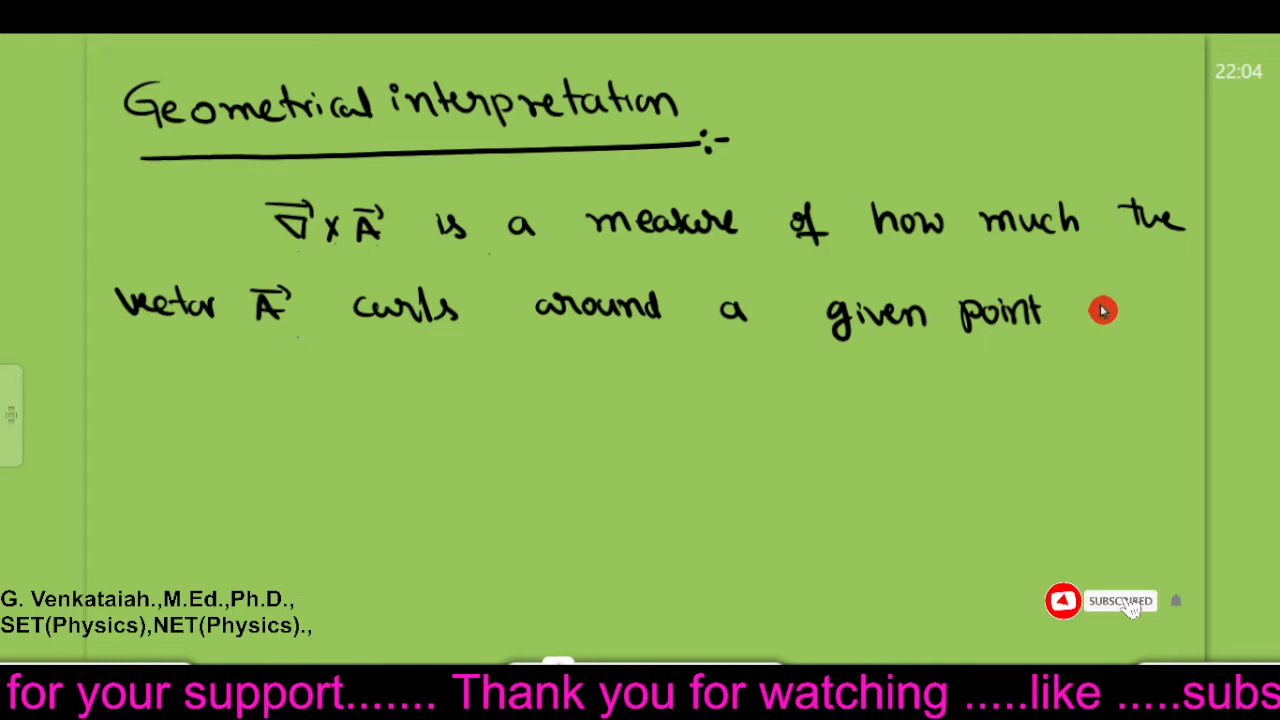 22:04
Geometrical interpretation :-
∇⃗ × A⃗ is a measure of how much the
vector A⃗ curls around a given point
G. Venkataiah.,M.Ed.,Ph.D.,
SET(Physics),NET(Physics).,
SUBSCRIBED
for your support....... Thank you for watching .....like .....subs